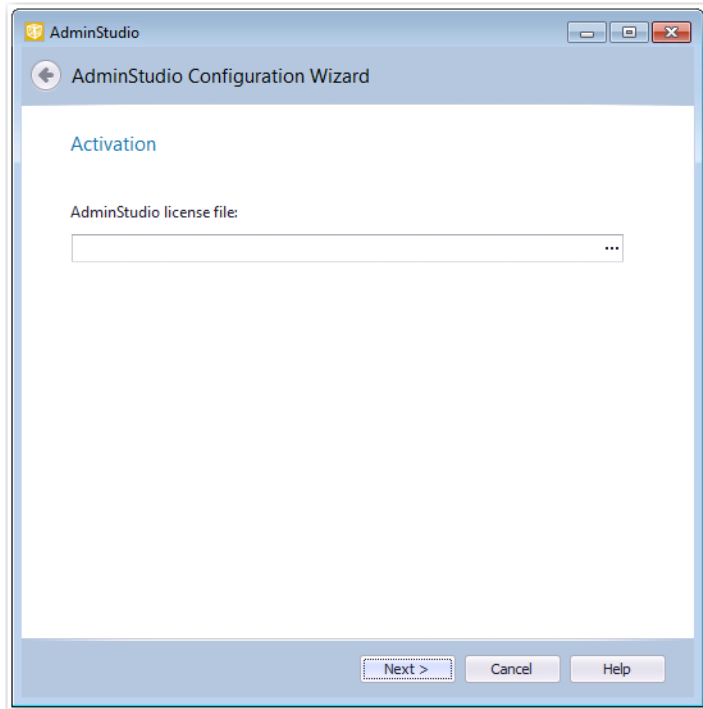 AdminStudio
AdminStudio Configuration Wizard
Activation
AdminStudio license file:
...
Next >
Cancel
Help